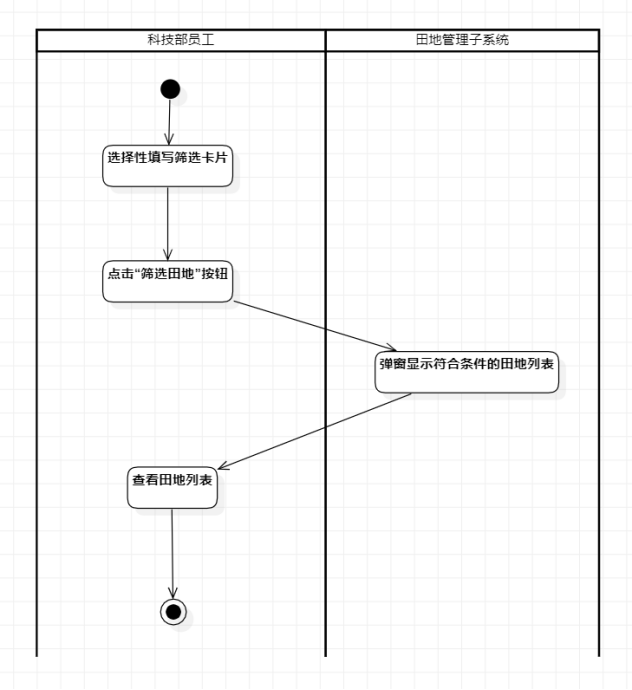 科技部员工
田地管理子系统
选择性填写筛选卡片
点击“筛选田地”按钮
弹窗显示符合条件的田地列表
查看田地列表